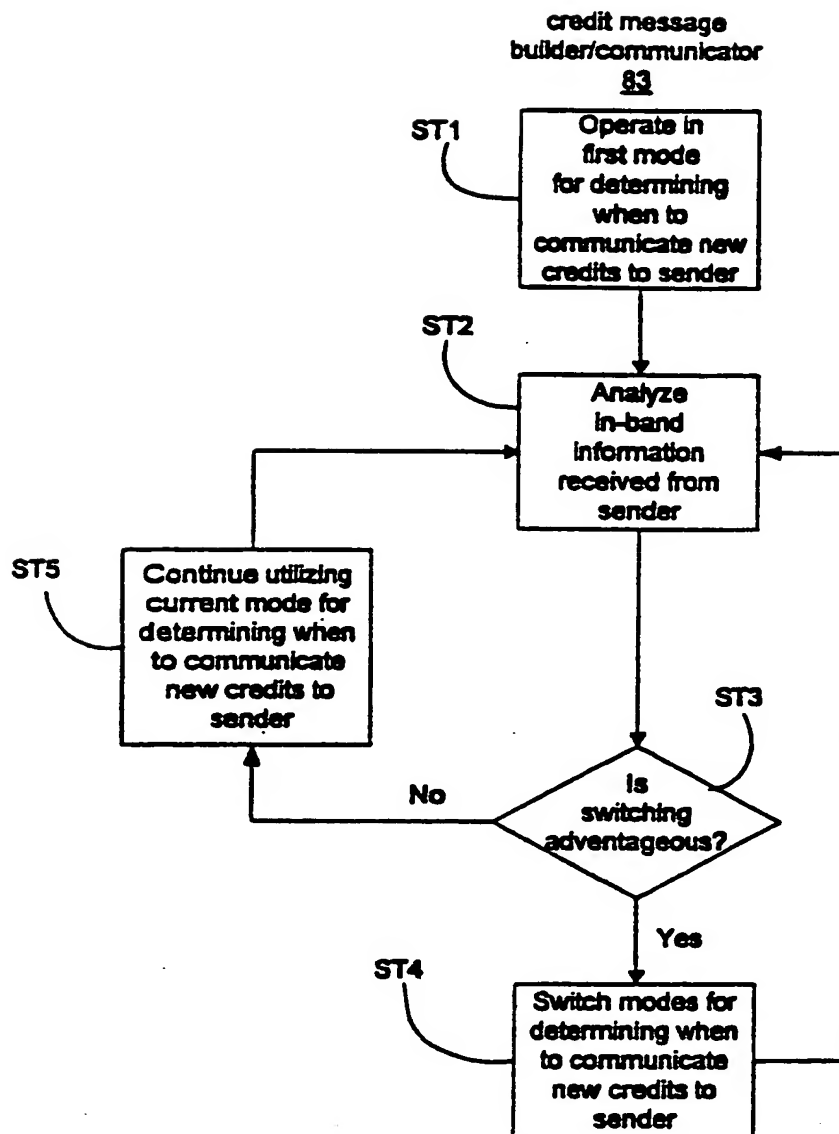 credit message
builder/communicator
83
ST1
Operate in
first mode
for determining
when to
communicate new
credits to sender
ST2
Analyze
in-band
information
received from
sender
ST5
Continue utilizing
current mode for
determining when
to communicate
new credits to
sender
ST3
Is
switching
adventageous?
No
Yes
ST4
Switch modes for
determining when
to communicate
new credits to
sender